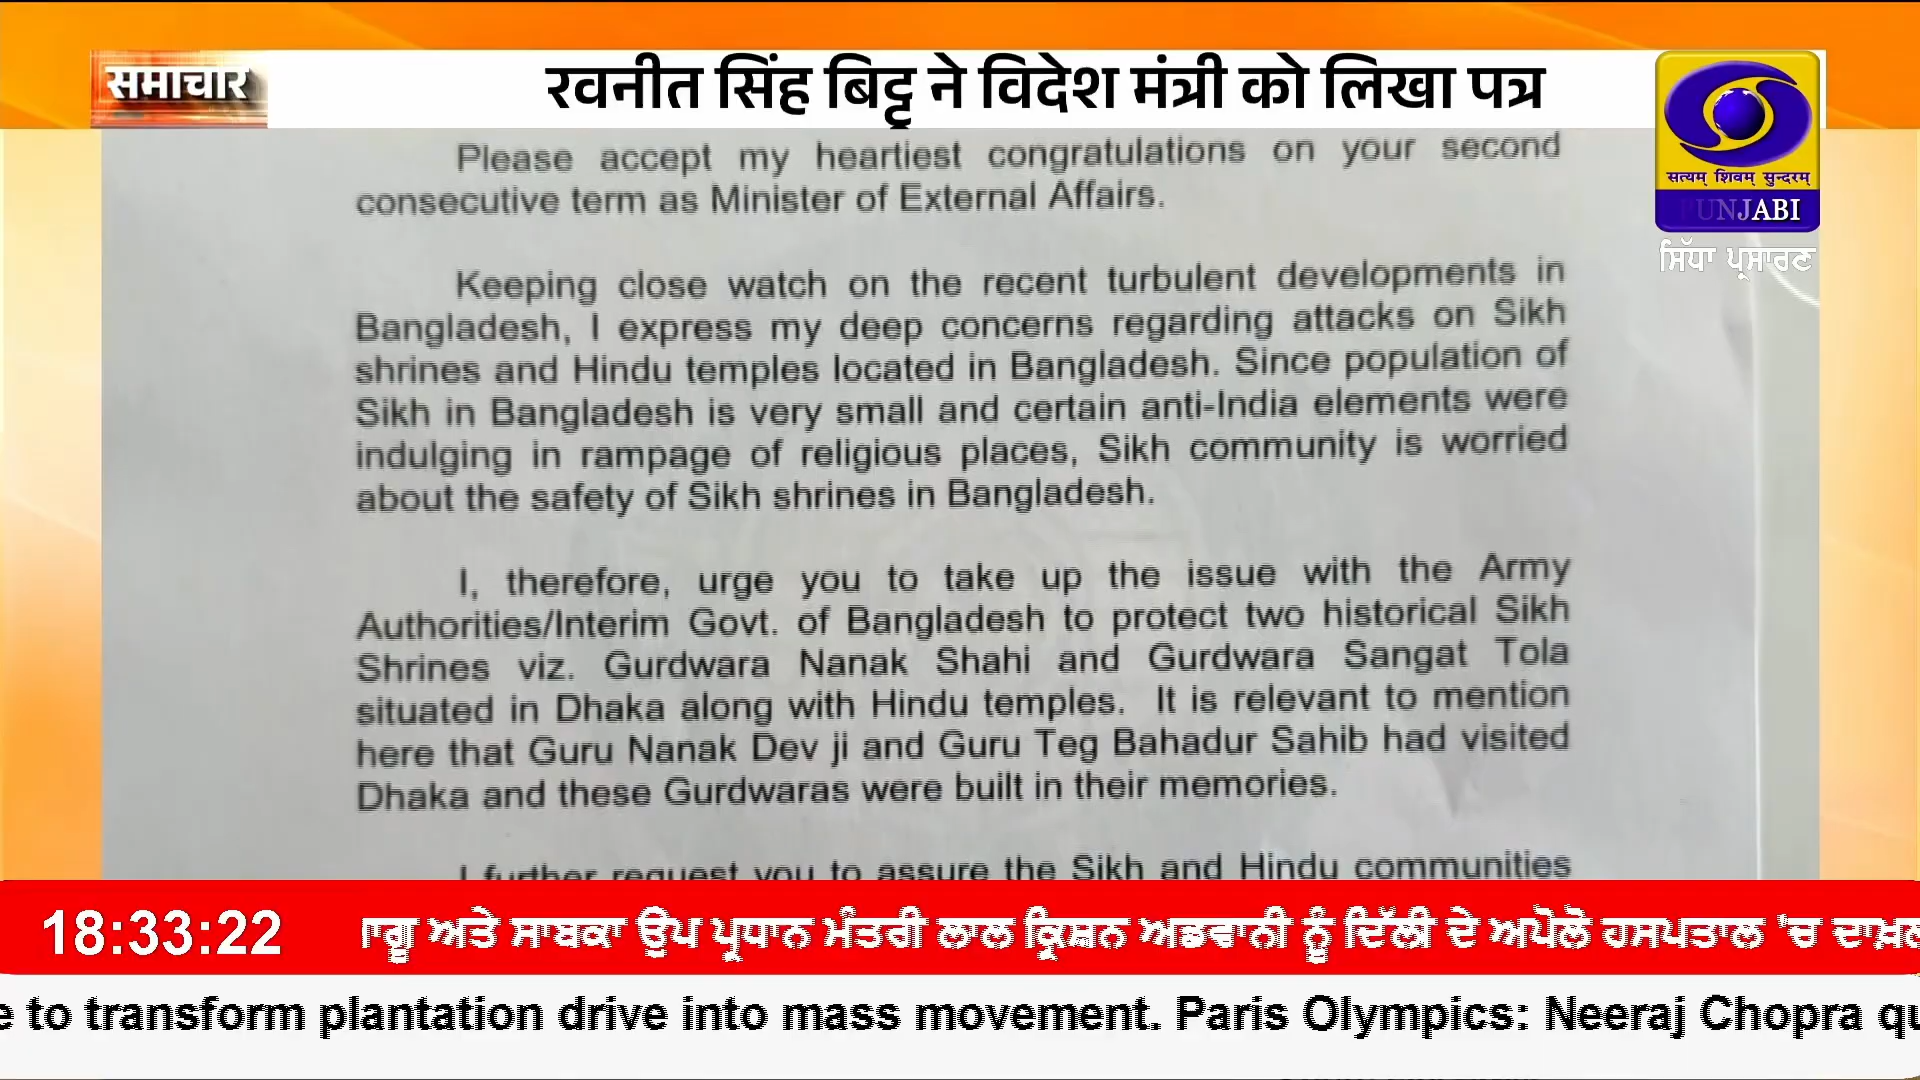 समाचार
रवनीत सिंह बिट्टू ने विदेश मंत्री को लिखा पत्र
सत्यम् शिवम् सुन्दरम्
PUNJABI
ਸਿੱਧਾ ਪ੍ਰਸਾਰਣ
Please accept my heartiest congratulations on your second
consecutive term as Minister of External Affairs.
Keeping close watch on the recent turbulent developments in
Bangladesh, I express my deep concerns regarding attacks on Sikh
shrines and Hindu temples located in Bangladesh. Since population of
Sikh in Bangladesh is very small and certain anti-India elements were
indulging in rampage of religious places, Sikh community is worried
about the safety of Sikh shrines in Bangladesh.
I, therefore, urge you to take up the issue with the Army
Authorities/Interim Govt. of Bangladesh to protect two historical Sikh
Shrines viz. Gurdwara Nanak Shahi and Gurdwara Sangat Tola
situated in Dhaka along with Hindu temples. It is relevant to mention
here that Guru Nanak Dev ji and Guru Teg Bahadur Sahib had visited
Dhaka and these Gurdwaras were built in their memories.
I further request you to assure the Sikh and Hindu communities
18:33:22
ਅਤੇ ਸਾਬਕਾ ਉਪ ਪ੍ਰਧਾਨ ਮੰਤਰੀ ਲਾਲ ਕ੍ਰਿਸ਼ਨ ਅਡਵਾਨੀ ਨੂੰ ਦਿੱਲੀ ਦੇ ਅਪੋਲੋ ਹਸਪਤਾਲ 'ਚ ਦਾਖ਼ਲ
e to transform plantation drive into mass movement. Paris Olympics: Neeraj Chopra qu